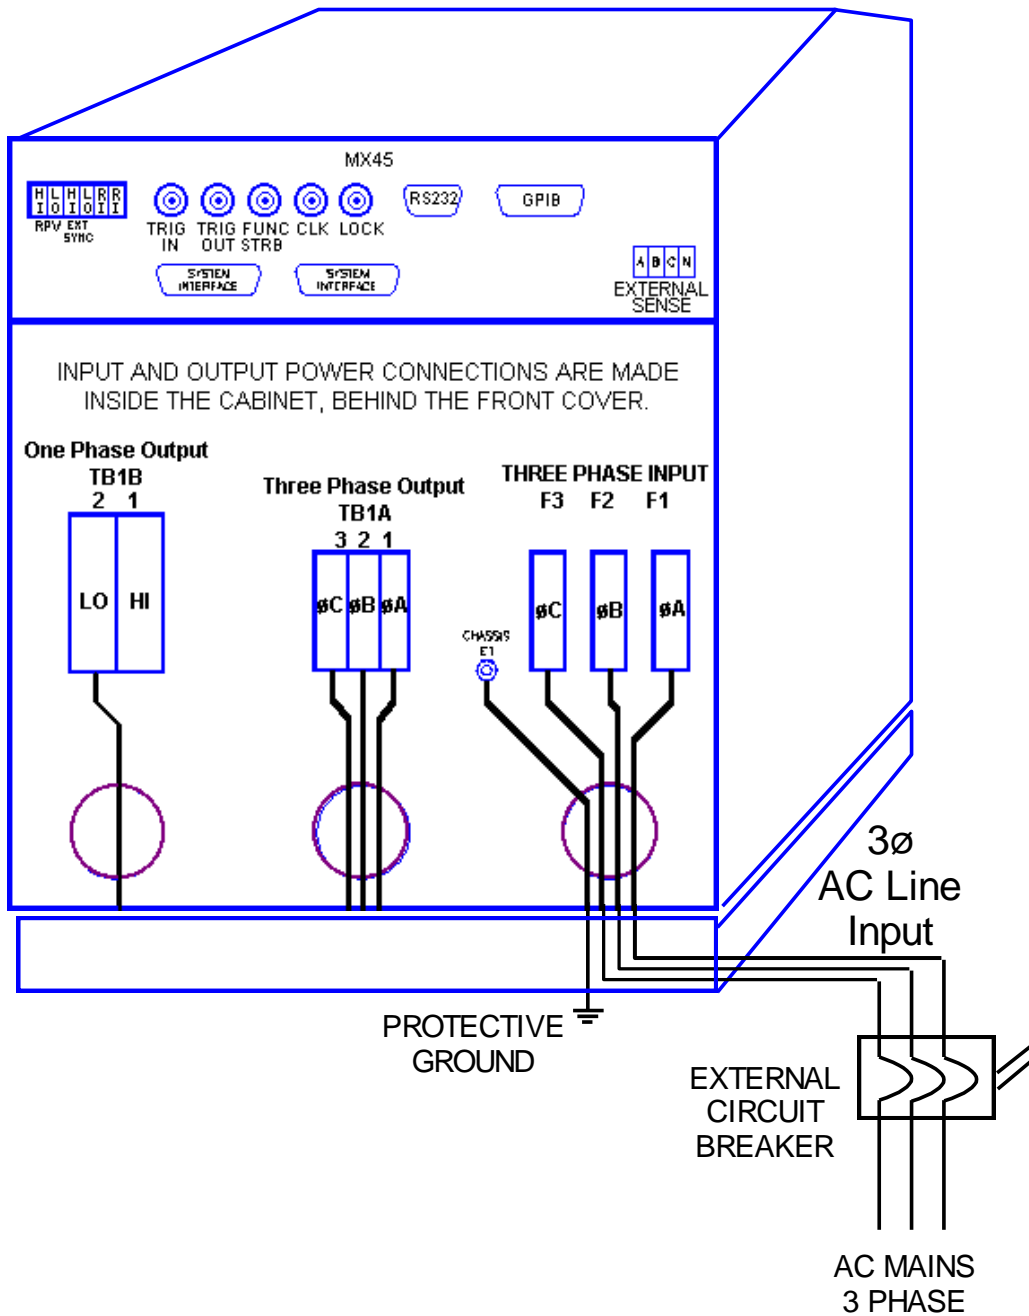 MX45
H L H L R R
I O I O I I
RPV EXT
SYNC
TRIG
IN
TRIG
OUT
FUNC
STRB
CLK
LOCK
RS232
GPIB
SYSTEM
INTERFACE
SYSTEM
INTERFACE
A B C N
EXTERNAL
SENSE
INPUT AND OUTPUT POWER CONNECTIONS ARE MADE
INSIDE THE CABINET, BEHIND THE FRONT COVER.
One Phase Output
TB1B
2 1
LO HI
Three Phase Output
TB1A
3 2 1
øC øB øA
THREE PHASE INPUT
F3 F2 F1
øC øB øA
CHASSIS
E1
3ø
AC Line
Input
PROTECTIVE
GROUND
EXTERNAL
CIRCUIT
BREAKER
AC MAINS
3 PHASE